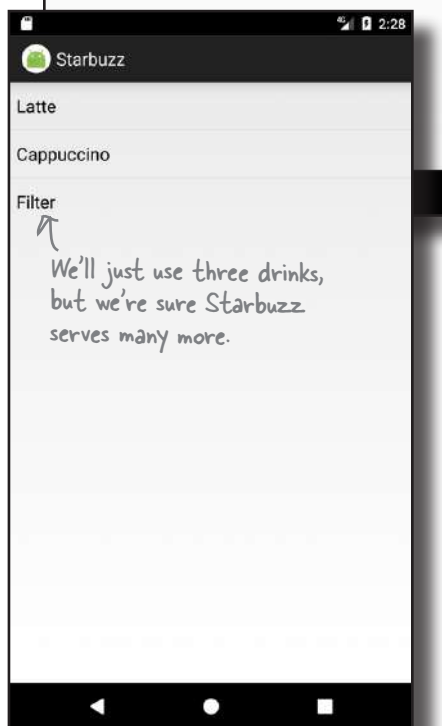 4G 2:28
Starbuzz
Latte
Cappuccino
Filter
We'll just use three drinks,
but we're sure Starbuzz
serves many more.